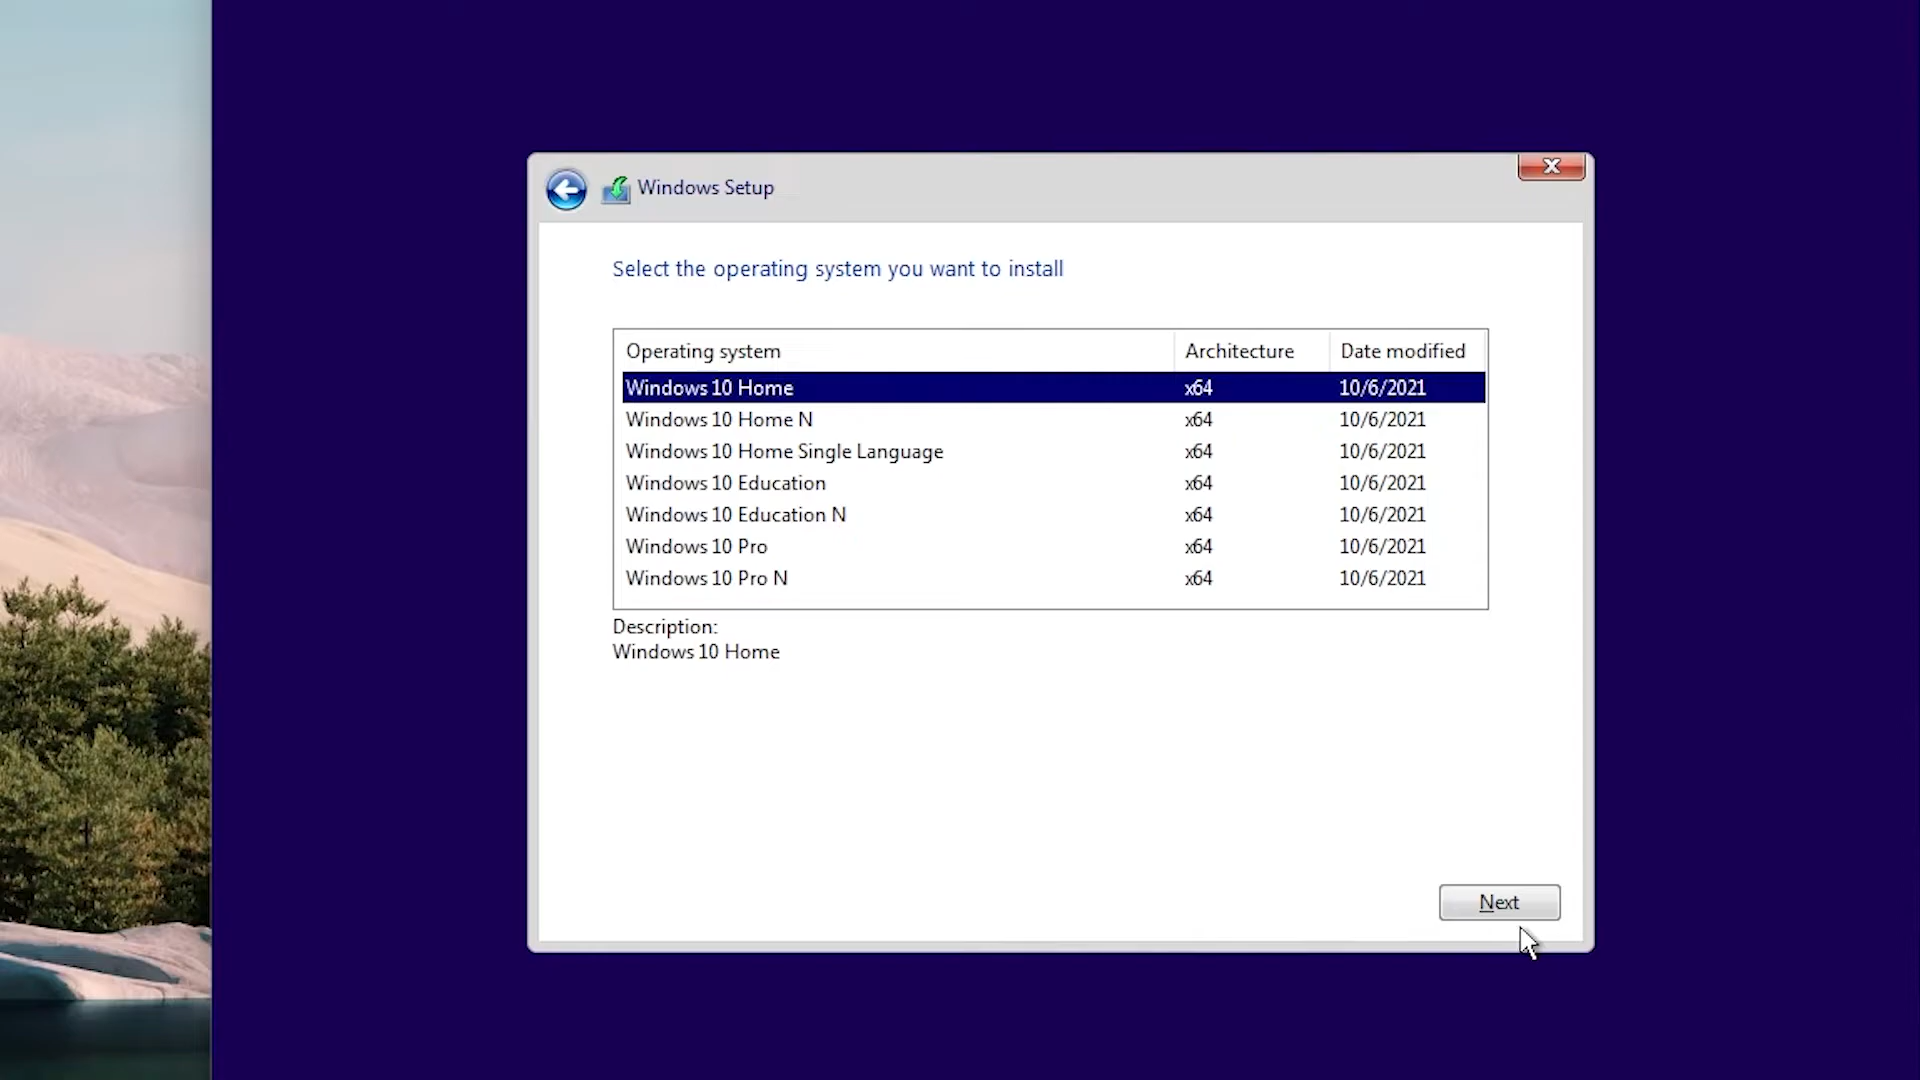 Windows Setup
Select the operating system you want to install
Operating system Architecture Date modified
Windows 10 Home x64 10/6/2021
Windows 10 Home N x64 10/6/2021
Windows 10 Home Single Language x64 10/6/2021
Windows 10 Education x64 10/6/2021
Windows 10 Education N x64 10/6/2021
Windows 10 Pro x64 10/6/2021
Windows 10 Pro N x64 10/6/2021
Description:
Windows 10 Home
Next